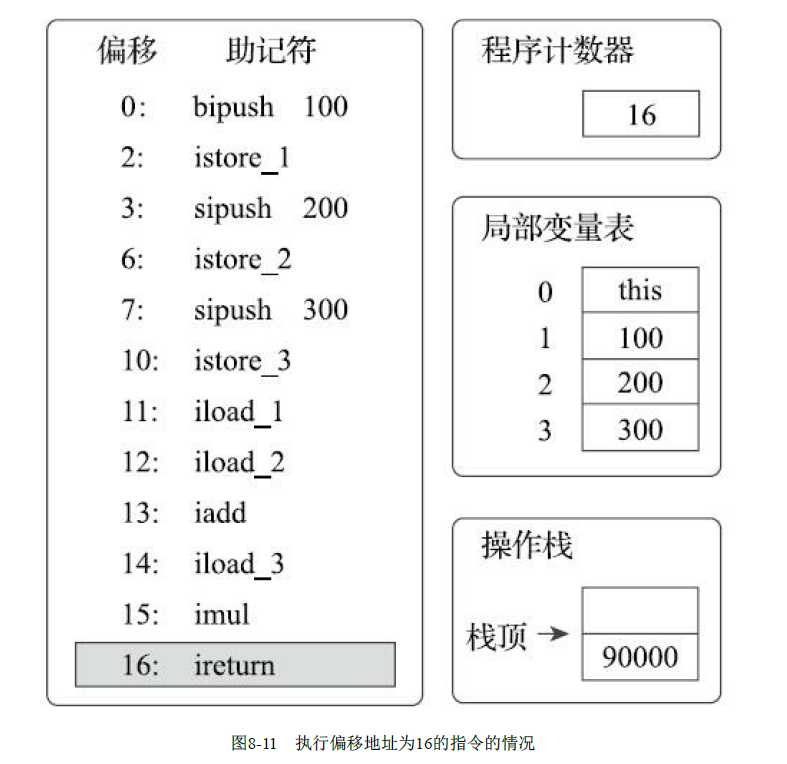 偏移 助记符
0: bipush 100
2: istore_1
3: sipush 200
6: istore_2
7: sipush 300
10: istore_3
11: iload_1
12: iload_2
13: iadd
14: iload_3
15: imul
16: ireturn
程序计数器
16
局部变量表
0 this
1 100
2 200
3 300
操作栈
栈顶
90000
图8-11 执行偏移地址为16的指令的情况